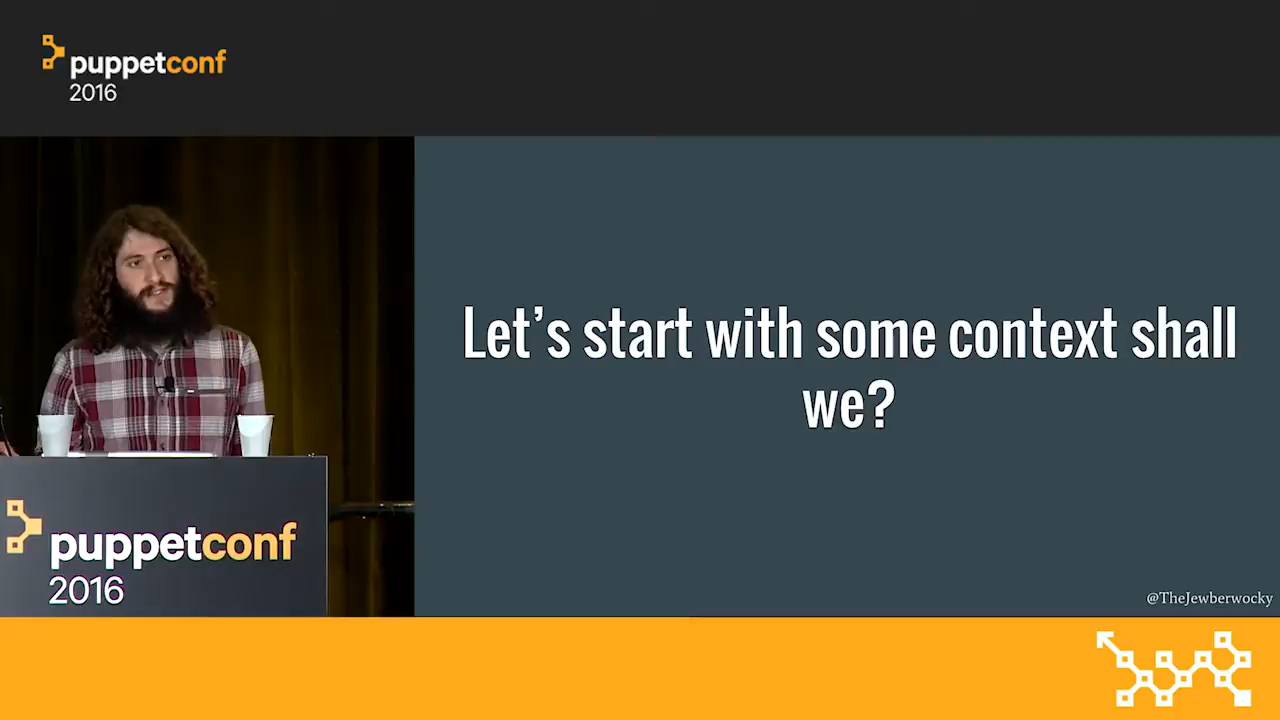 puppetconf
2016
Let's start with some context shall
we?
puppetconf
2016
@TheJewberwocky